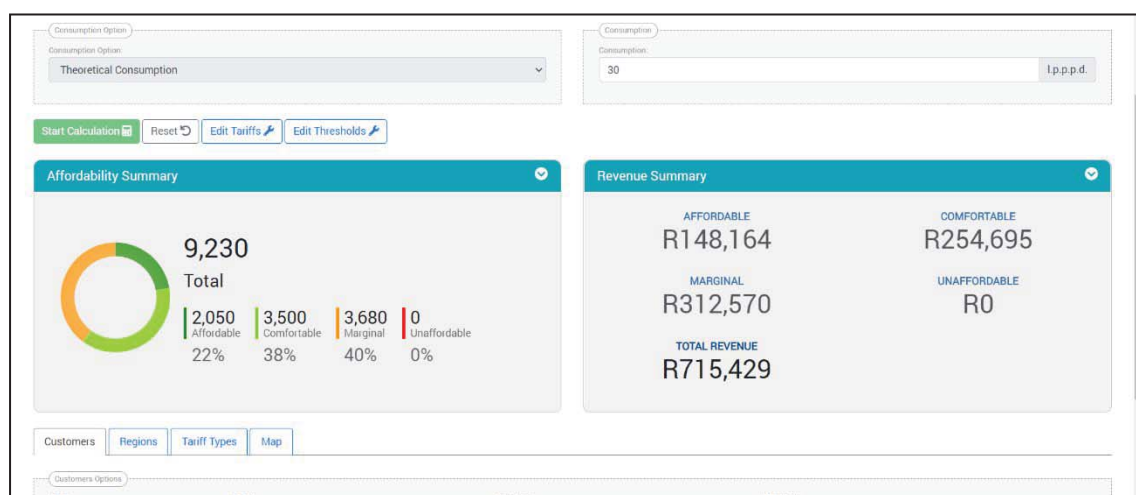 Consumption Option
Consumption Option
Theoretical Consumption
Consumption
Consumption
30 l.p.p.p.d.
Start Calculation Reset Edit Tariffs Edit Thresholds
Affordability Summary
9,230
Total
2,050 3,500 3,680 0
Affordable Comfortable Marginal Unaffordable
22% 38% 40% 0%
Revenue Summary
AFFORDABLE COMFORTABLE
R148,164 R254,695
MARGINAL UNAFFORDABLE
R312,570 R0
TOTAL REVENUE
R715,429
Customers Regions Tariff Types Map
Customers Options